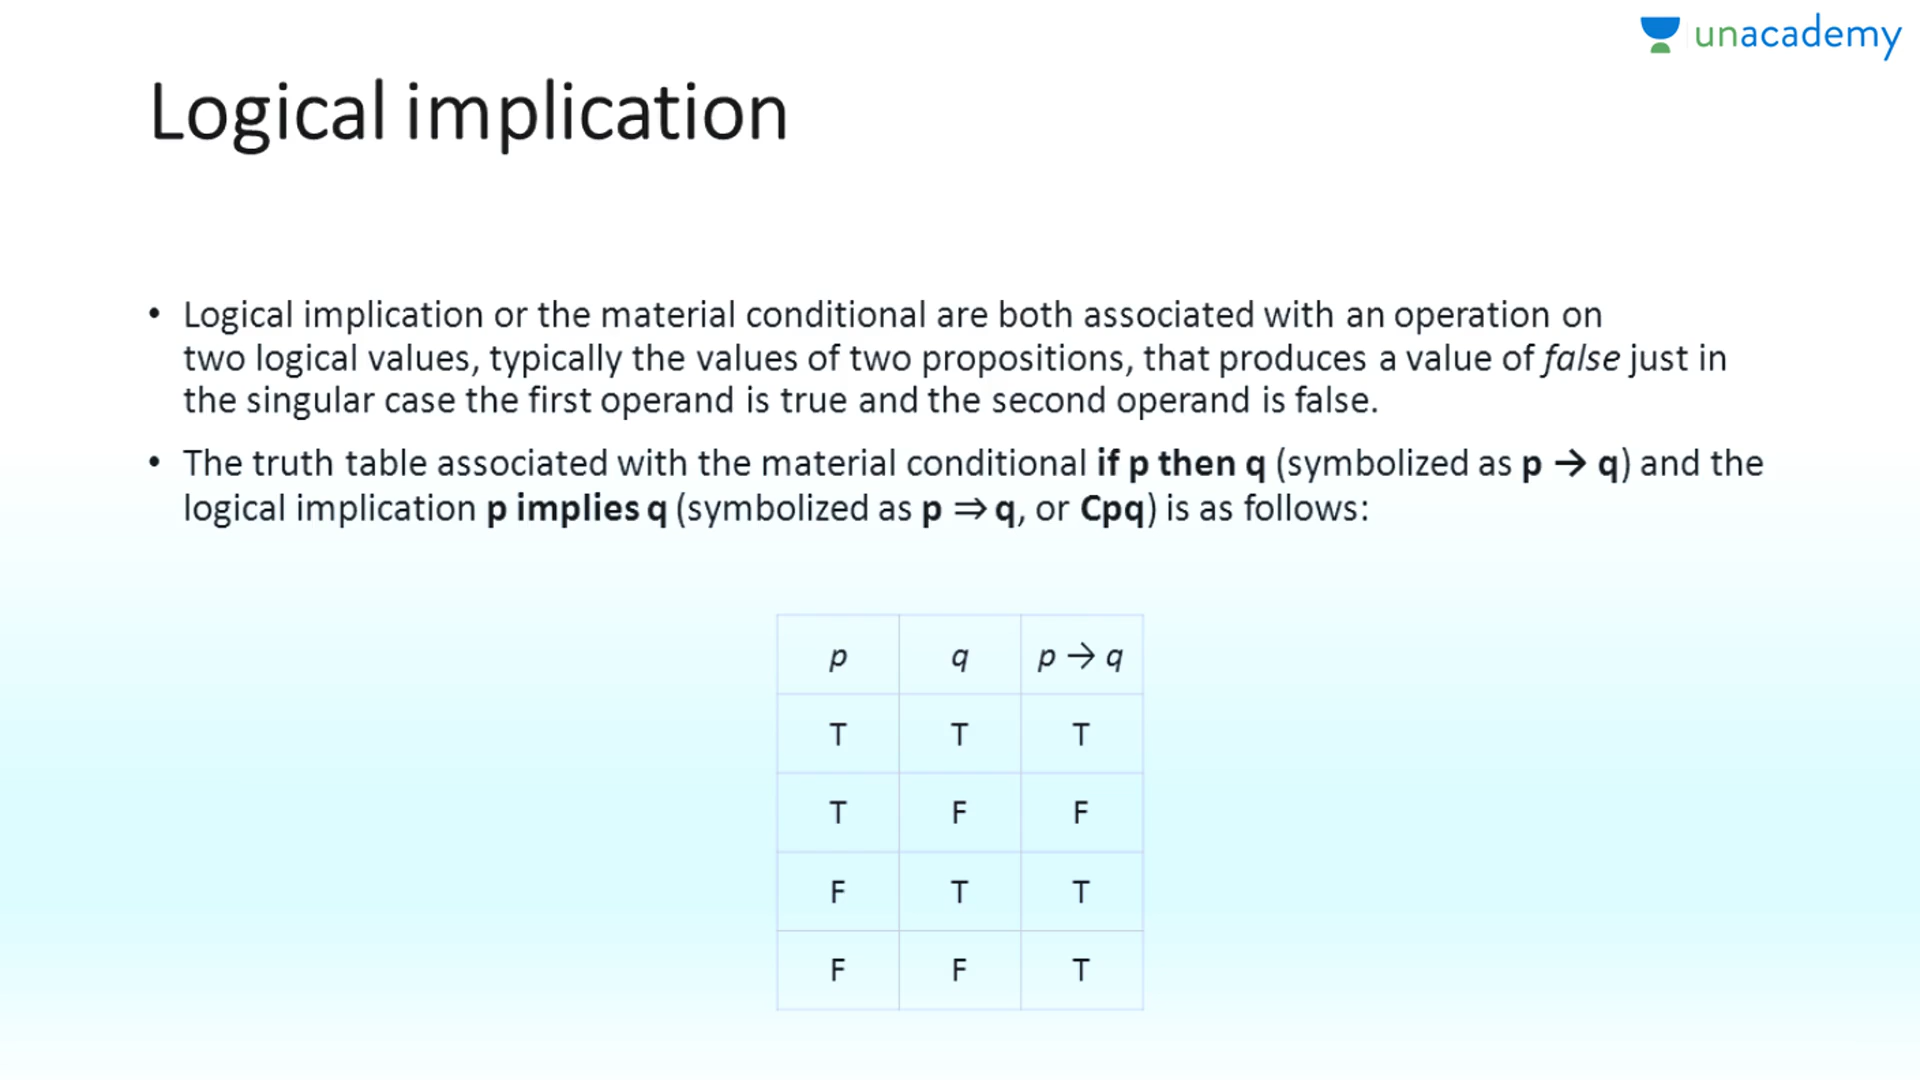 unacademy
Logical implication
• Logical implication or the material conditional are both associated with an operation on
two logical values, typically the values of two propositions, that produces a value of false just in
the singular case the first operand is true and the second operand is false.
• The truth table associated with the material conditional if p then q (symbolized as p → q) and the
logical implication p implies q (symbolized as p ⇒ q, or Cpq) is as follows:
p q p → q
T T T
T F F
F T T
F F T